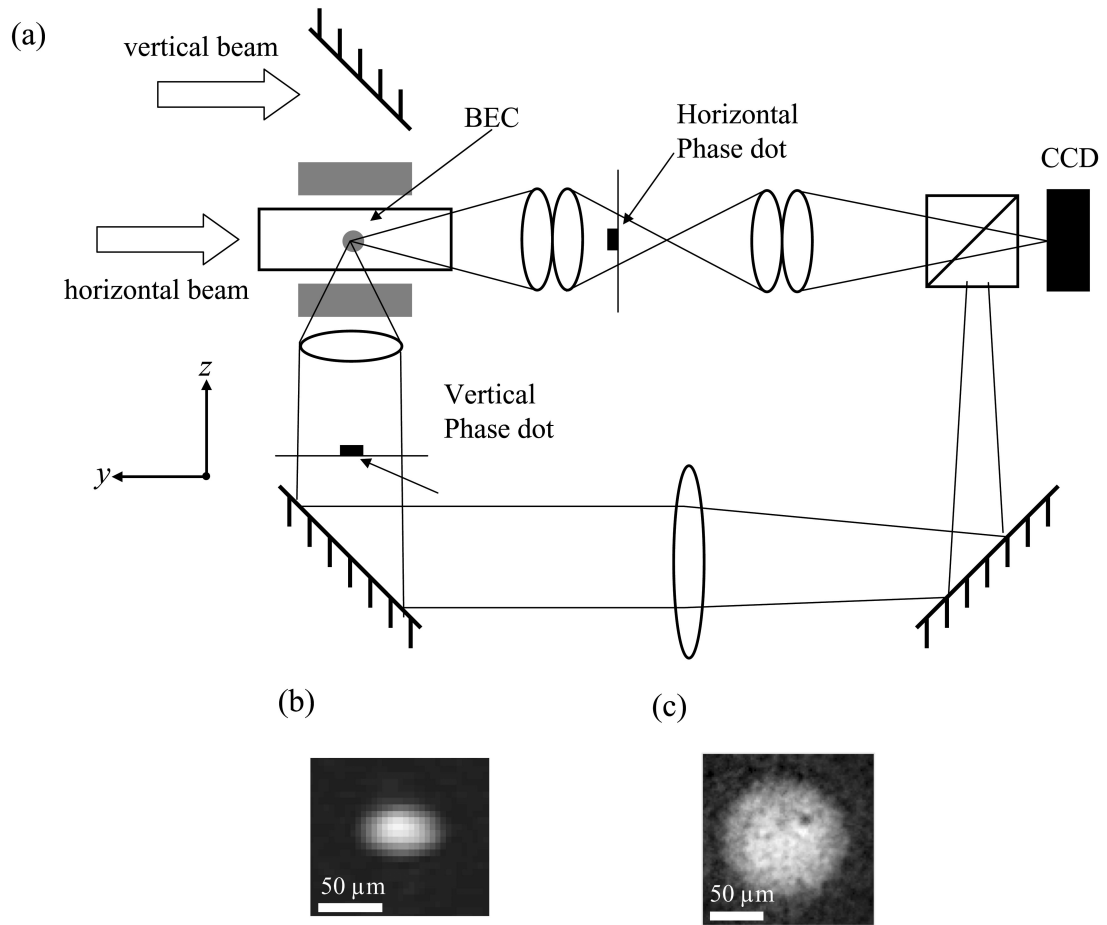 (a)
vertical beam
BEC
Horizontal
Phase dot
CCD
horizontal beam
z
y
Vertical
Phase dot
(b)
(c)
50 µm
50 µm